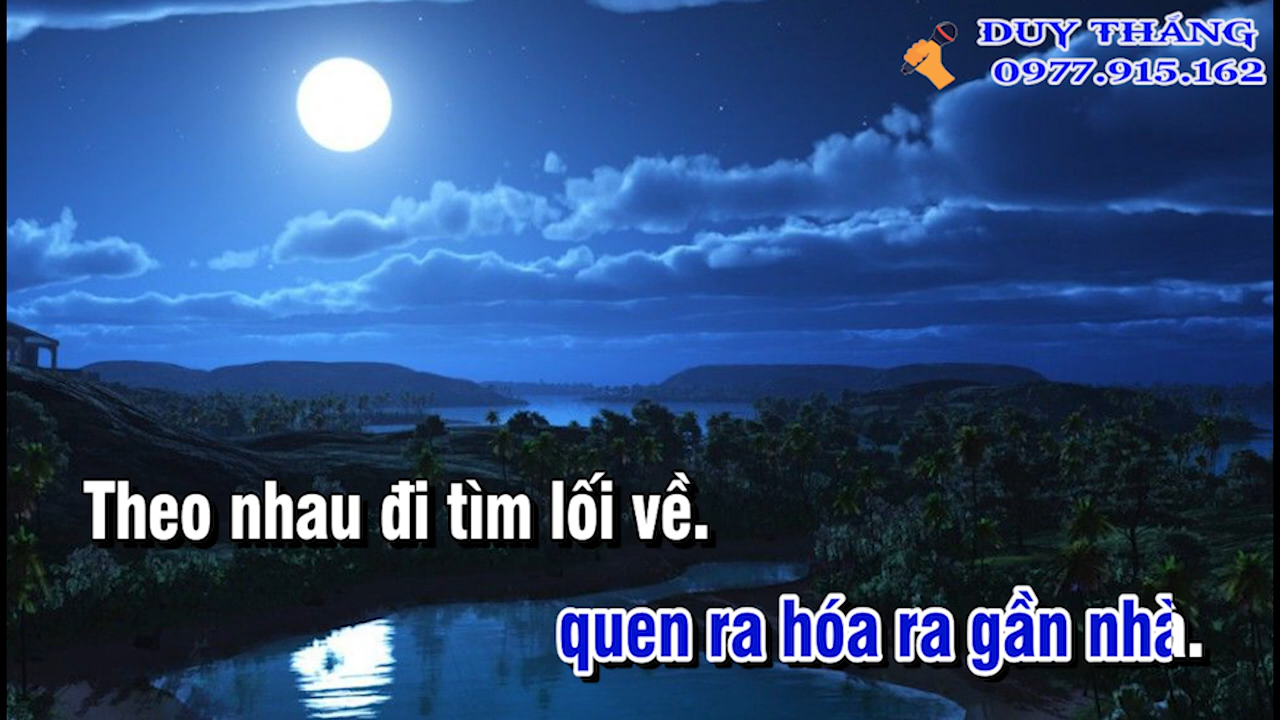 DUY THẮNG
0977.915.162
Theo nhau đi tìm lối về.
quen ra hóa ra gần nhà.